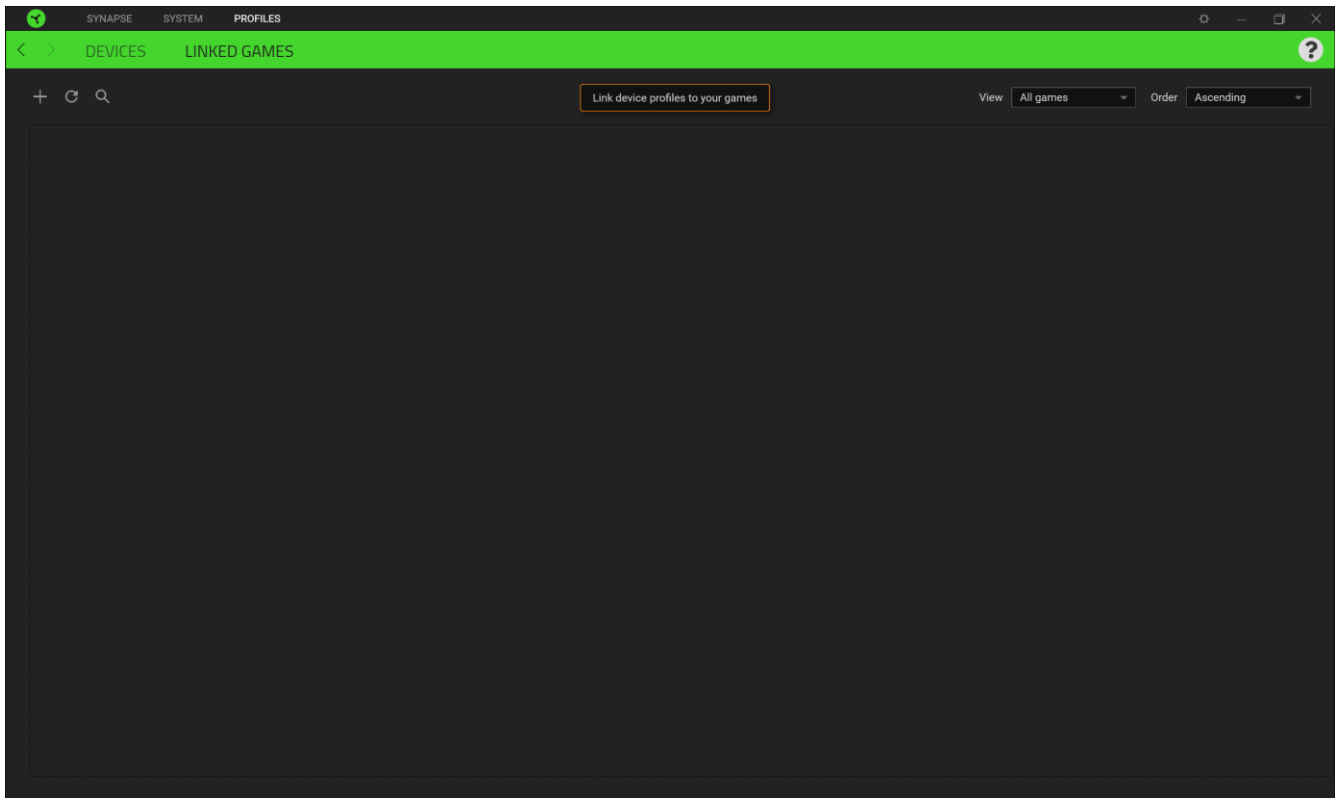 SYNAPSE SYSTEM PROFILES
DEVICES LINKED GAMES ?
Link device profiles to your games View All games Order Ascending